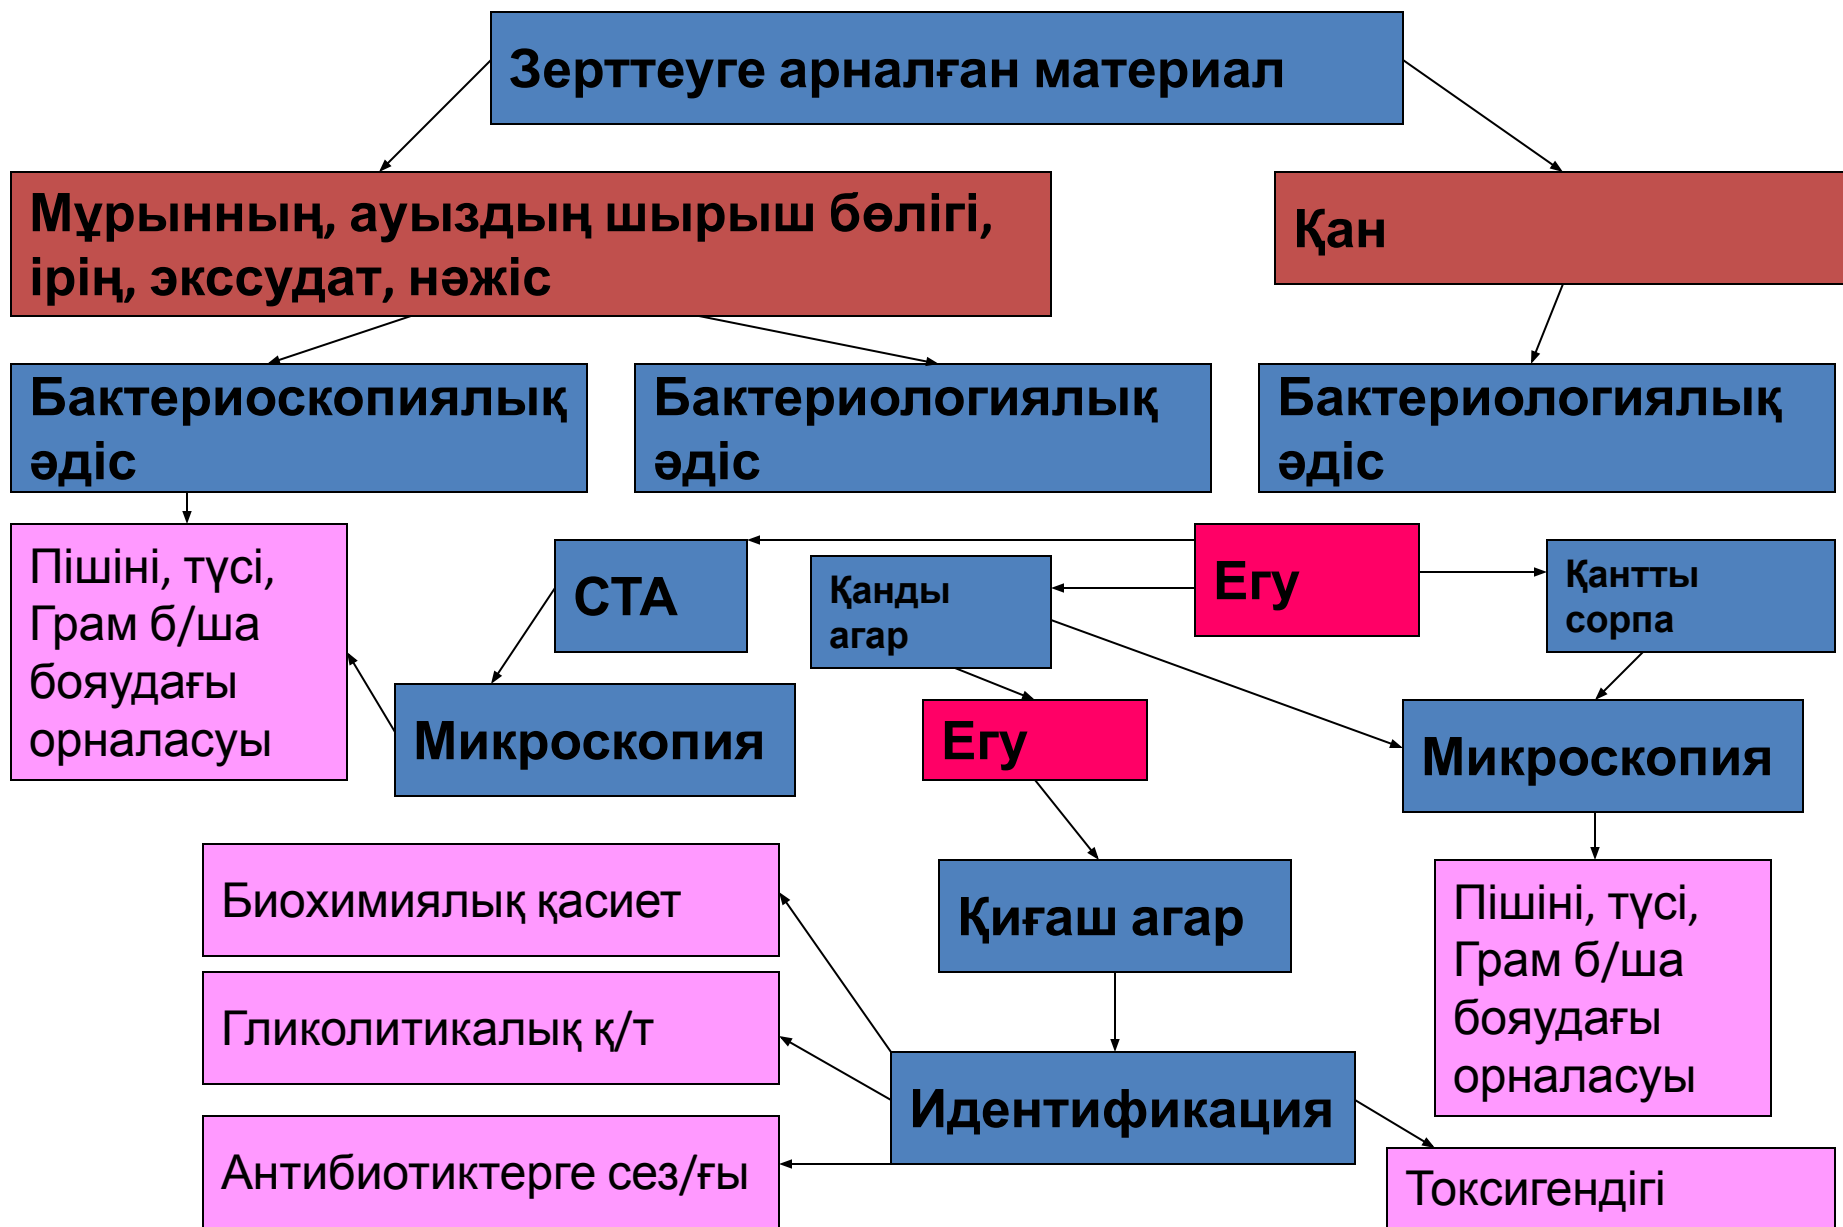 Зерттеуге арналған материал
Мұрынның, ауыздың шырыш бөлігі,
ірің, экссудат, нәжіс
Қан
Бактериоскопиялық
әдіс
Бактериологиялық
әдіс
Бактериологиялық
әдіс
Пішіні, түсі,
Грам б/ша
бояудағы
орналасуы
СТА
Қанды
агар
Егу
Қантты
сорпа
Микроскопия
Егу
Микроскопия
Биохимиялық қасиет
Қиғаш агар
Пішіні, түсі,
Грам б/ша
бояудағы
орналасуы
Гликолитикалық қ/т
Идентификация
Антибиотиктерге сез/ғы
Токсигендігі